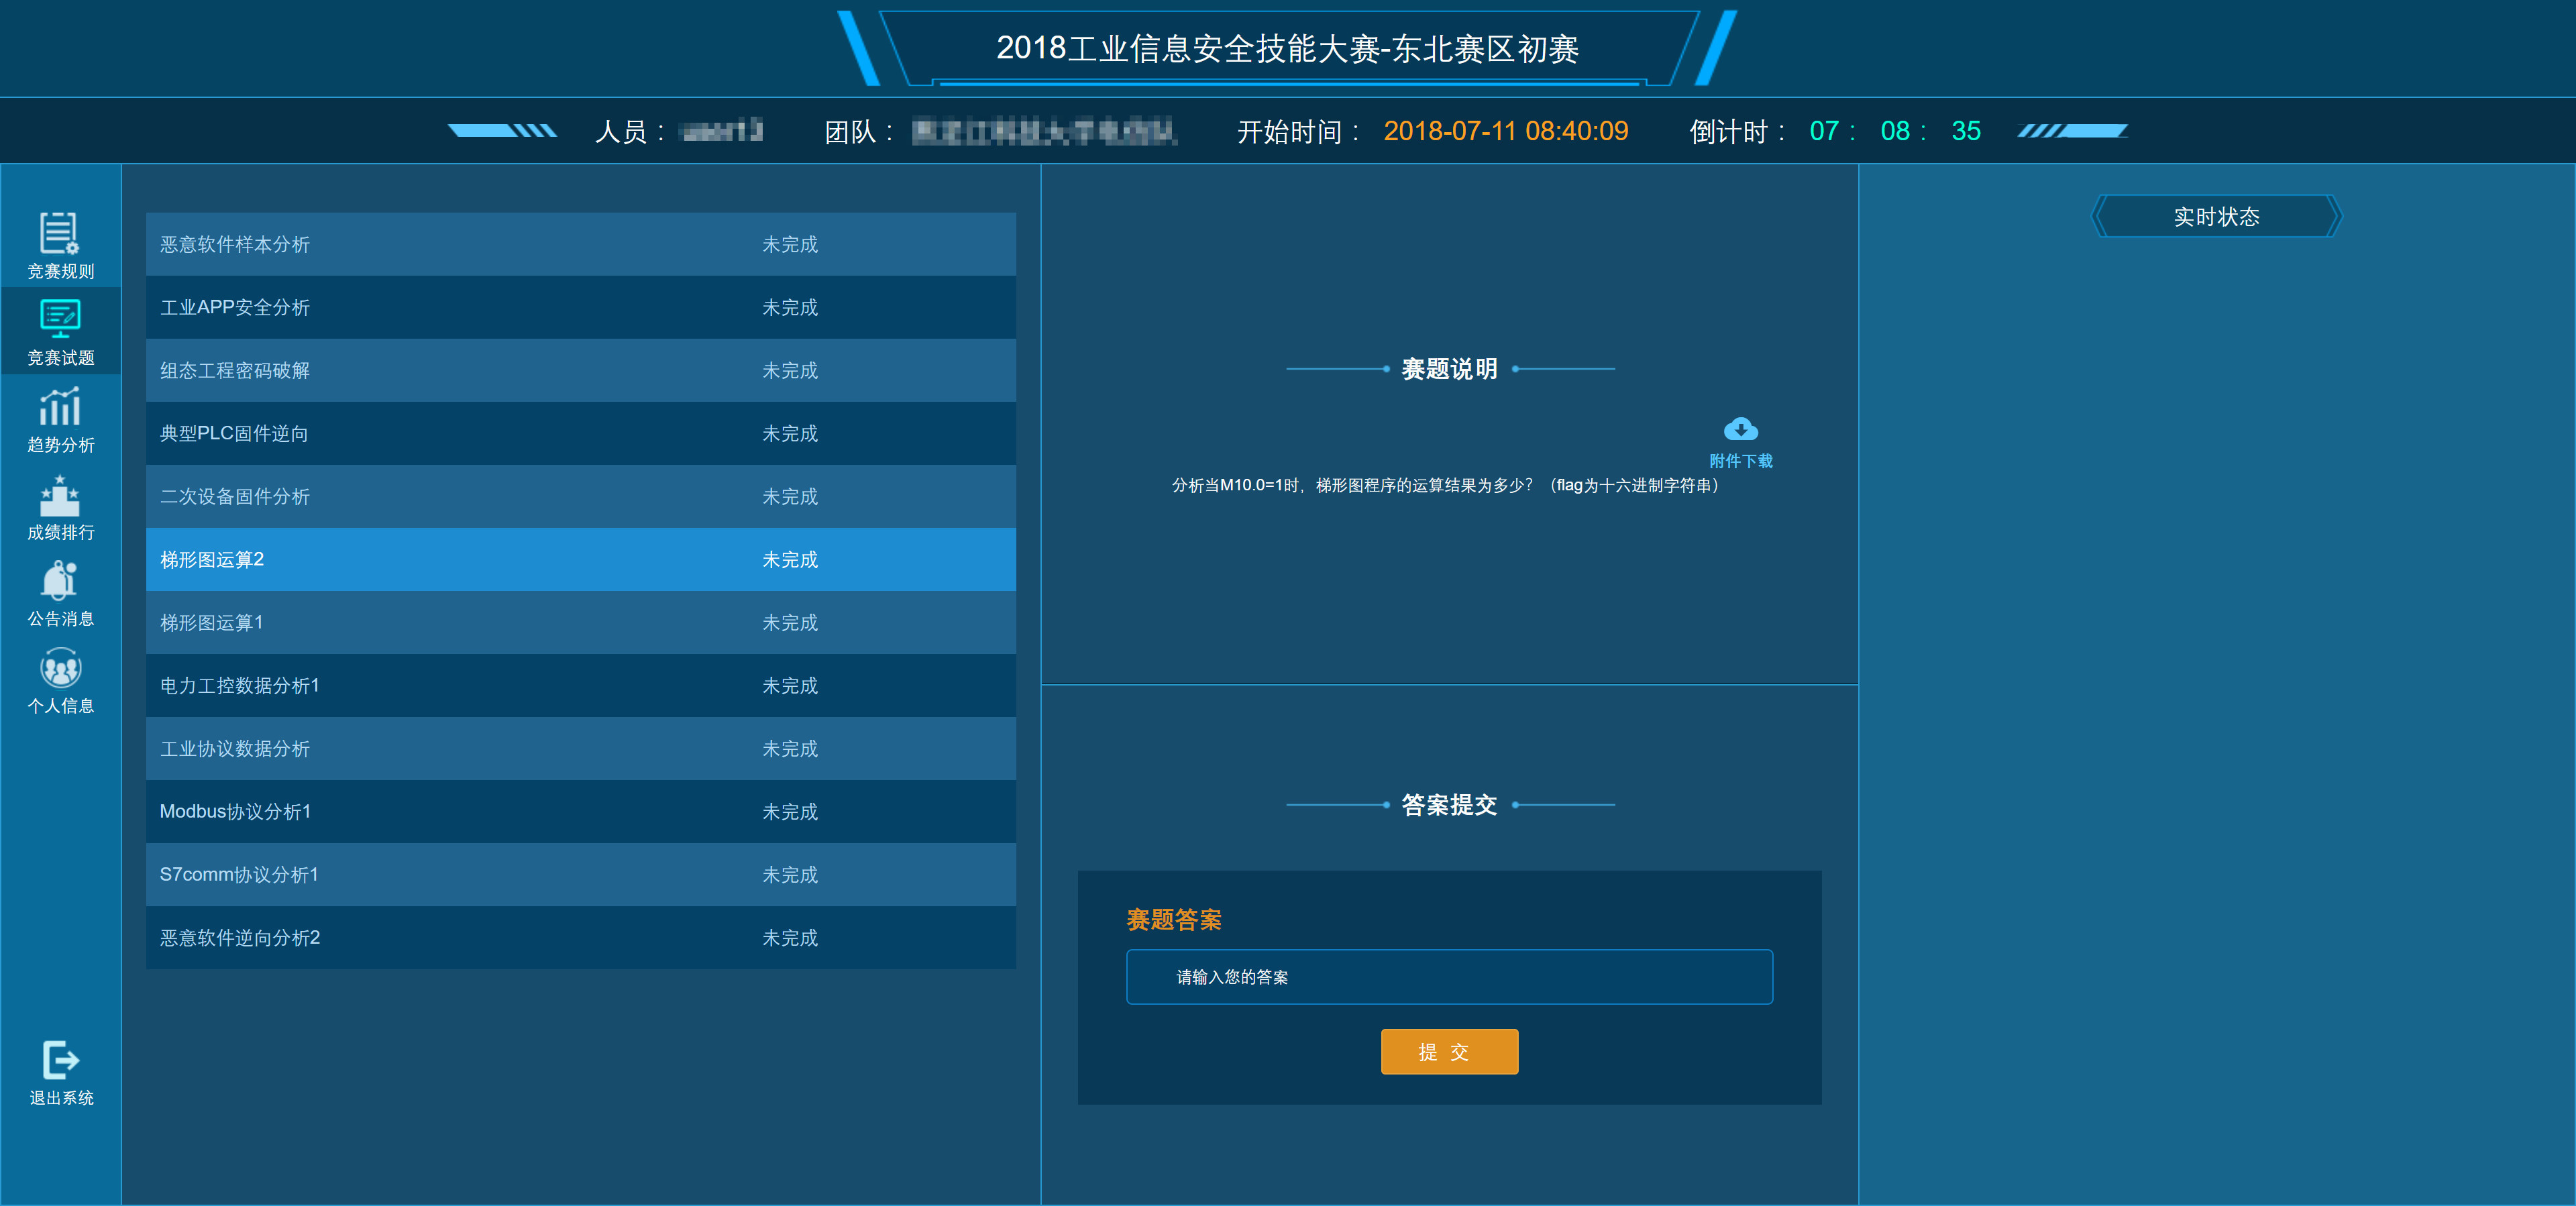 2018工业信息安全技能大赛-东北赛区初赛
人员：
团队：
开始时间： 2018-07-11 08:40:09
倒计时： 07： 08： 35
竞赛规则
竞赛试题
趋势分析
成绩排行
公告消息
个人信息
退出系统
恶意软件样本分析 未完成
工业APP安全分析 未完成
组态工程密码破解 未完成
典型PLC固件逆向 未完成
二次设备固件分析 未完成
梯形图运算2 未完成
梯形图运算1 未完成
电力工控数据分析1 未完成
工业协议数据分析 未完成
Modbus协议分析1 未完成
S7comm协议分析1 未完成
恶意软件逆向分析2 未完成
赛题说明
附件下载
分析当M10.0=1时，梯形图程序的运算结果为多少？（flag为十六进制字符串）
答案提交
赛题答案
请输入您的答案
提 交
实时状态